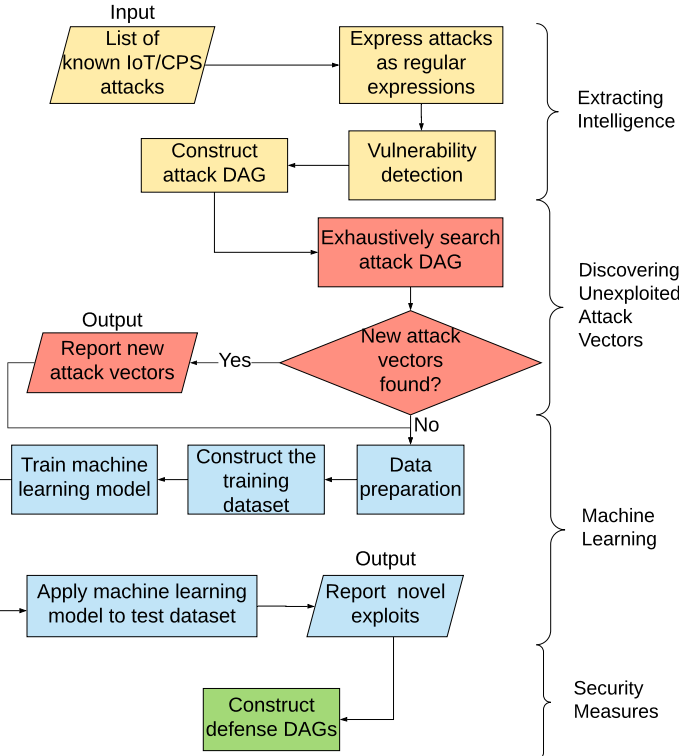 Input
List of
known IoT/CPS
attacks
Express attacks
as regular
expressions
Extracting
Intelligence
Construct
attack DAG
Vulnerability
detection
Exhaustively search
attack DAG
Discovering
Unexploited
Attack
Vectors
Output
Report new
attack vectors
Yes
New attack
vectors
found?
No
Train machine
learning model
Construct the
training
dataset
Data
preparation
Machine
Learning
Output
Apply machine learning
model to test dataset
Report novel
exploits
Security
Measures
Construct
defense DAGs